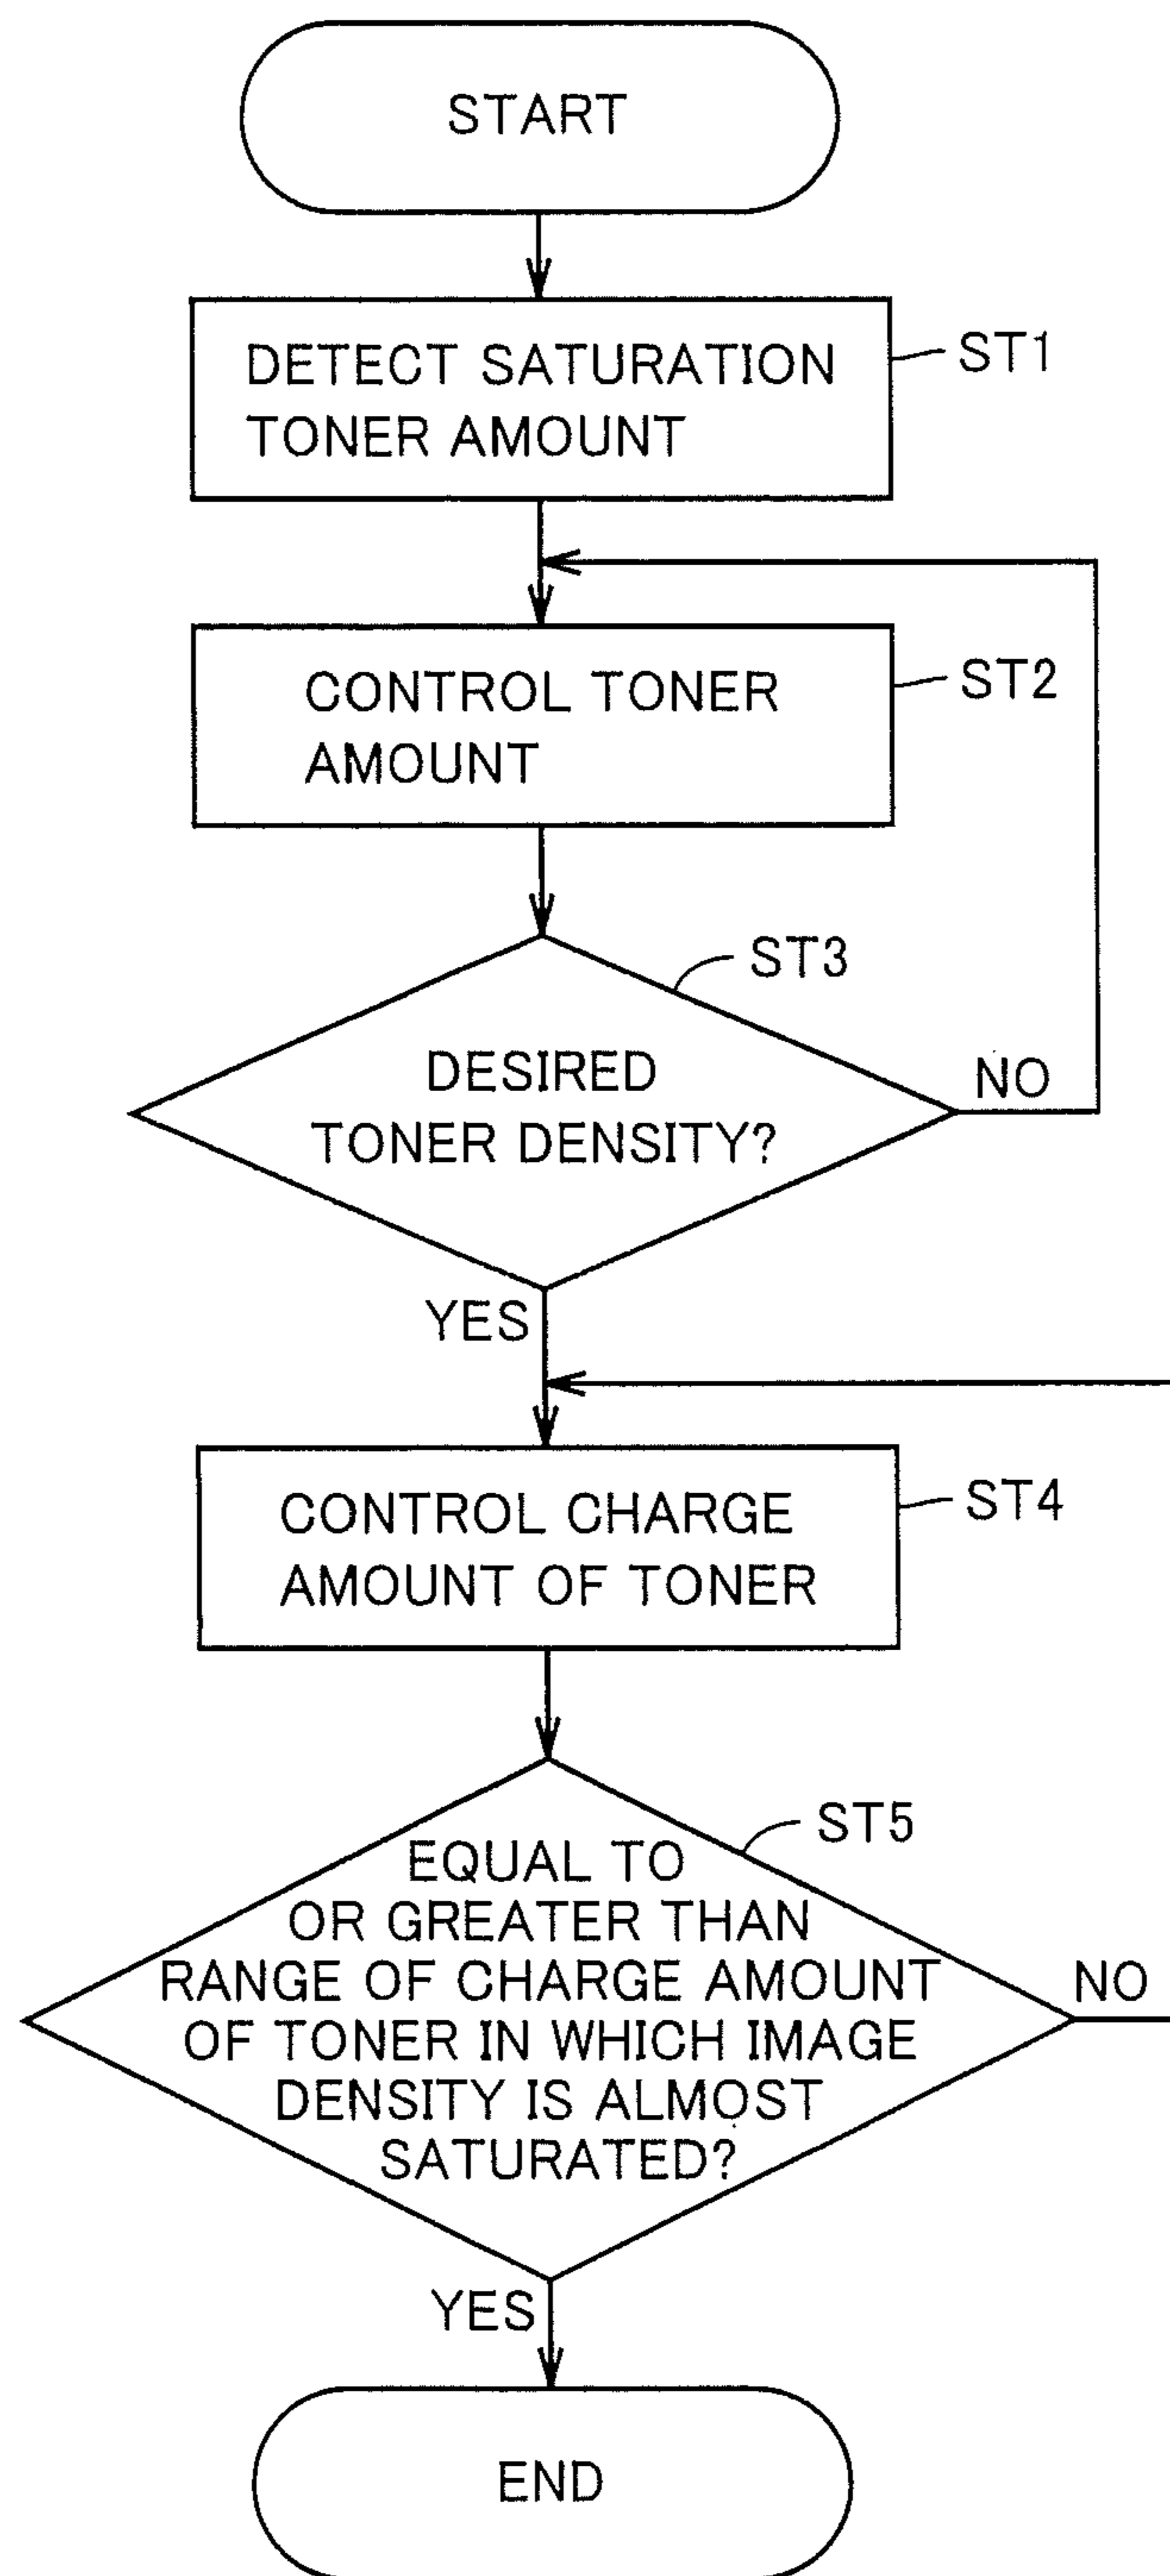 START
DETECT SATURATION
TONER AMOUNT
ST1
CONTROL TONER
AMOUNT
ST2
ST3
DESIRED
TONER DENSITY?
NO
YES
CONTROL CHARGE
AMOUNT OF TONER
ST4
ST5
EQUAL TO
OR GREATER THAN
RANGE OF CHARGE AMOUNT
OF TONER IN WHICH IMAGE
DENSITY IS ALMOST
SATURATED?
NO
YES
END